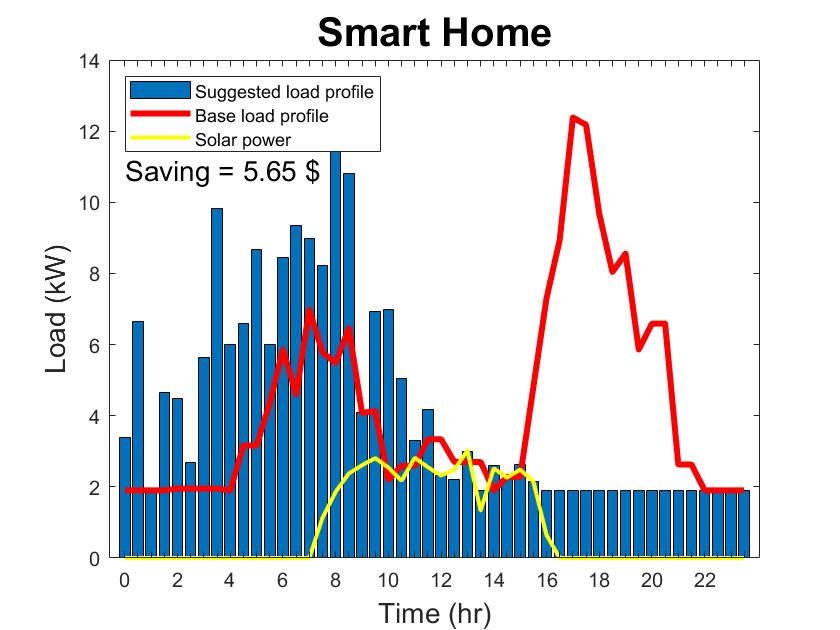 Smart Home
Suggested load profile
Base load profile
Solar power
Saving = 5.65 $
Load (kW)
14
12
10
8
6
4
2
0
0 2 4 6 8 10 12 14 16 18 20 22
Time (hr)